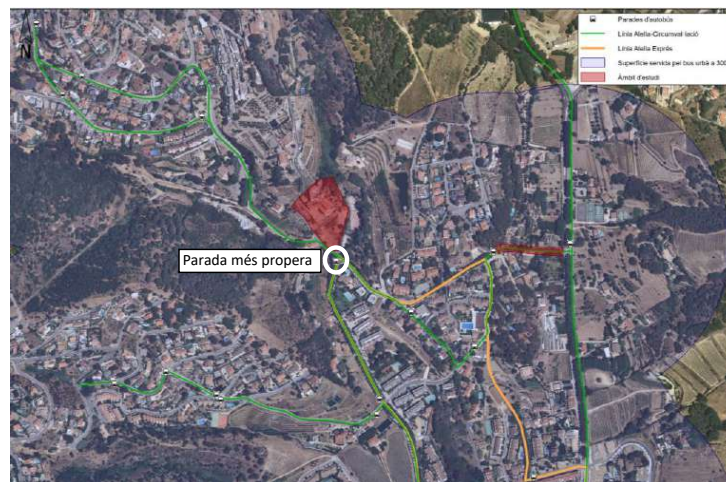 Parades d'autobús
Línia Alella-Circumval·lació
Línia Alella Exprés
Superfície servida pel bus urbà a 300
Àmbit d'estudi
N
Parada més propera